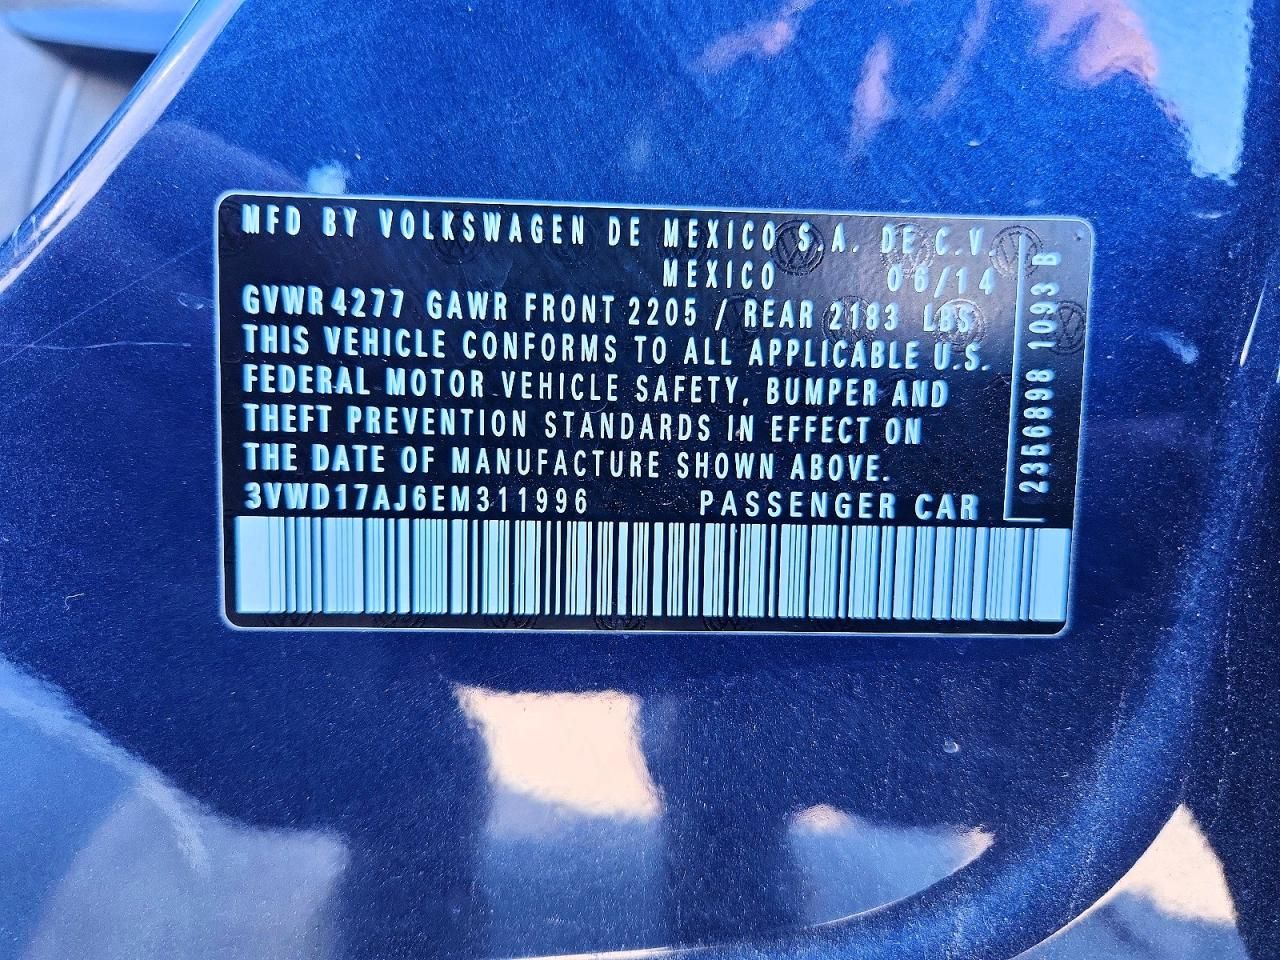 MFD BY VOLKSWAGEN DE MEXICO S.A. DE C.V.
MEXICO 06/14
GVWR 4277 GAWR FRONT 2205 / REAR 2183 LBS
THIS VEHICLE CONFORMS TO ALL APPLICABLE U.S.
FEDERAL MOTOR VEHICLE SAFETY, BUMPER AND
THEFT PREVENTION STANDARDS IN EFFECT ON
THE DATE OF MANUFACTURE SHOWN ABOVE.
3VWD17AJ6EM311996 PASSENGER CAR
2356898 1093 B